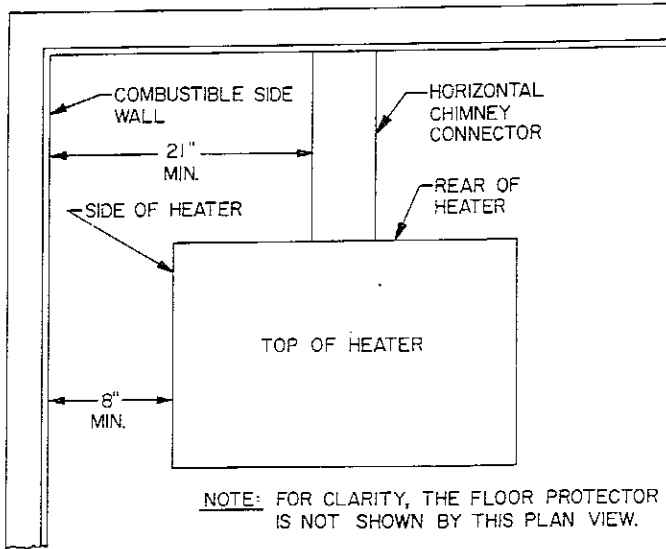 COMBUSTIBLE SIDE
WALL
HORIZONTAL
CHIMNEY
CONNECTOR
21"
MIN.
REAR OF
HEATER
SIDE OF HEATER
TOP OF HEATER
8"
MIN.
NOTE: FOR CLARITY, THE FLOOR PROTECTOR
IS NOT SHOWN BY THIS PLAN VIEW.